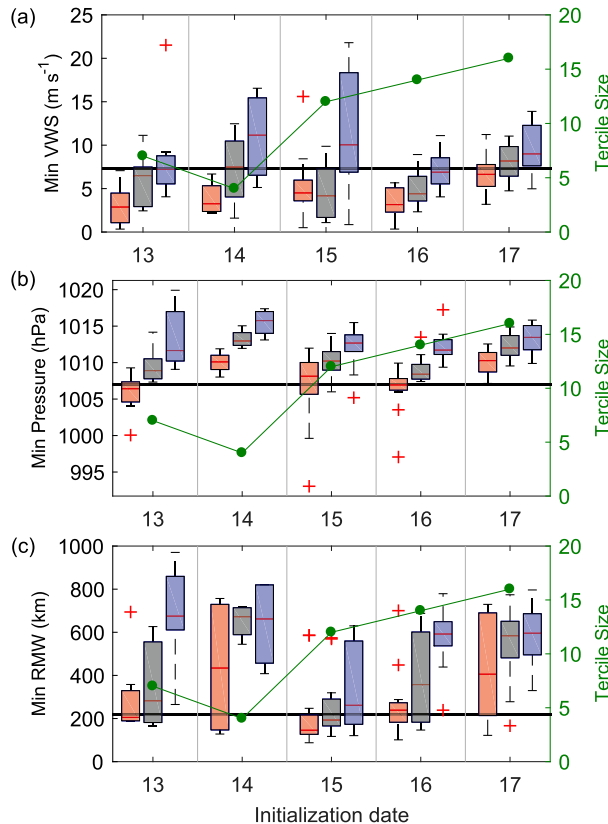 (a)
Min VWS (m s⁻¹)
25
20
15
10
5
0
20
15
10
5
0
Tercile Size
13 14 15 16 17
(b)
Min Pressure (hPa)
1020
1015
1010
1005
1000
995
20
15
10
5
0
Tercile Size
13 14 15 16 17
(c)
Min RMW (km)
1000
800
600
400
200
0
20
15
10
5
0
Tercile Size
13 14 15 16 17
Initialization date